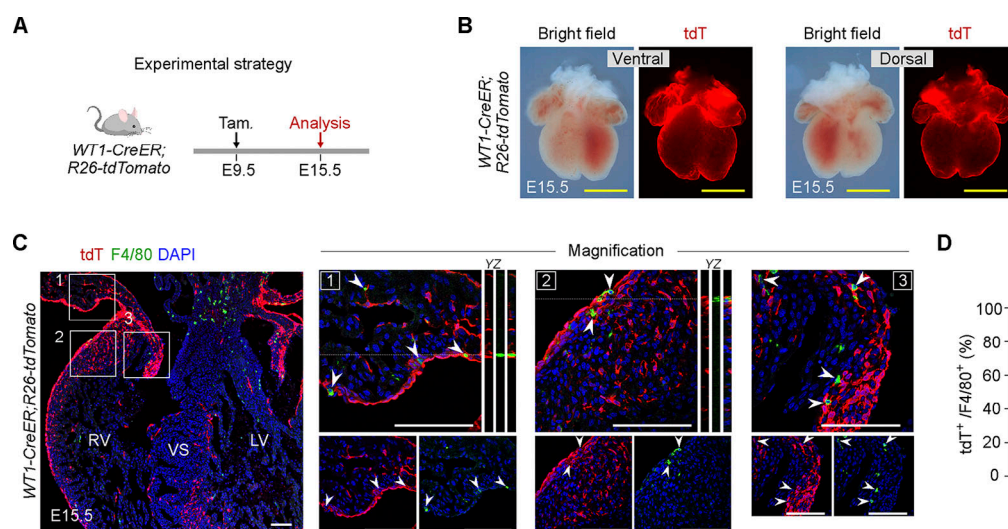 A
Experimental strategy
WT1-CreER;
R26-tdTomato
Tam.
Analysis
E9.5
E15.5
B
WT1-CreER;
R26-tdTomato
Bright field
tdT
Ventral
E15.5
Bright field
tdT
Dorsal
E15.5
C
WT1-CreER;R26-tdTomato
tdT F4/80 DAPI
1
2
3
RV
VS
LV
E15.5
Magnification
1
YZ
2
YZ
3
D
tdT+/F4/80+ (%)
100
80
60
40
20
0